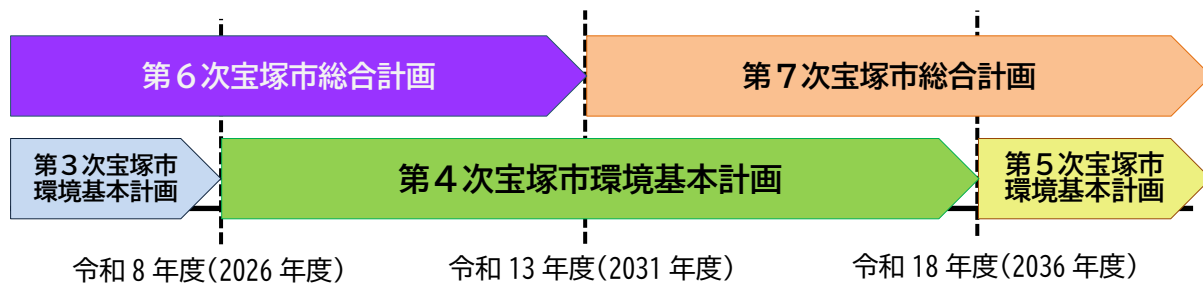 第６次宝塚市総合計画
第７次宝塚市総合計画
第３次宝塚市
環境基本計画
第４次宝塚市環境基本計画
第５次宝塚市
環境基本計画
令和 8 年度(2026 年度)
令和 13 年度(2031 年度)
令和 18 年度(2036 年度)